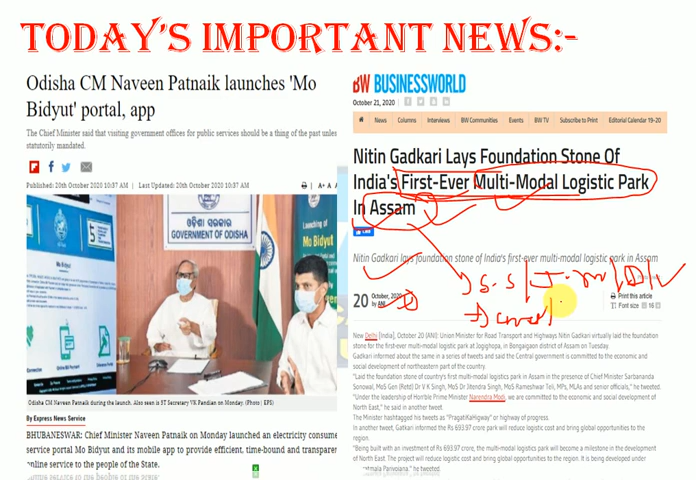 TODAY'S IMPORTANT NEWS:-
Odisha CM Naveen Patnaik launches 'Mo
Bidyut' portal, app
The Chief Minister said that visiting government offices for public services should be a thing of the past unless
statutorily mandated.
Published: 20th October 2020 10:37 AM | Last Updated: 20th October 2020 10:37 AM
A+ A
ଓଡ଼ିଶା ସରକାର
GOVERNMENT OF ODISHA
Launching of
Mo Bidyut
5
Odisha CM Naveen Patnaik during the launch. Also seen is 5T Secretary VK Pandian on Monday. (Photo | EPS)
By Express News Service
BHUBANESWAR: Chief Minister Naveen Patnaik on Monday launched an electricity consume
service portal Mo Bidyut and its mobile app to provide efficient, time-bound and transparen
online service to the people of the State.
BW BUSINESSWORLD
October 21, 2020
News Columns Interviews BW Communities Events BW TV Subscribe to Print Editorial Calendar 19-20
Nitin Gadkari Lays Foundation Stone Of
India's First-Ever Multi-Modal Logistic Park
In Assam
Nitin Gadkari lays foundation stone of India's first-ever multi-modal logistic park in Assam
20 October, 2020
by ANI
Print this article
Font size
New Delhi [India], October 20 (ANI): Union Minister for Road Transport and Highways Nitin Gadkari virtually laid the foundation
stone for the first-ever multi-modal logistic park at Jogighopa, in Bongaigaon district of Assam on Tuesday
Gadkari informed about the same in a series of tweets and said the Central government is committed to the economic and
social development of northeastern part of the country.
"Laid the foundation stone of country's first multi-modal logistics park in Assam in the presence of Chief Minister Sarbananda
Sonowal, MoS Gen (Retd) Dr V K Singh, MoS Dr Jitendra Singh, MoS Rameshwar Teli, MPs, MLAs and senior officials," he tweeted.
"Under the leadership of Hon'ble Prime Minister Narendra Modi, we are committed to the economic and social development of
North East," he said in another tweet.
The Minister hashtagged his tweets as "PragatiKaHighway" or highway of progress.
In another tweet, Gadkari informed the Rs 693.97 crore park will reduce logistic cost and bring global opportunities to the
region.
"Being built with an investment of Rs 693.97 crore, the multi-modal logistic park will become a milestone in the development
of North East. The project will reduce logistic cost and bring global opportunities to the region. It is being developed under
he tweeted.